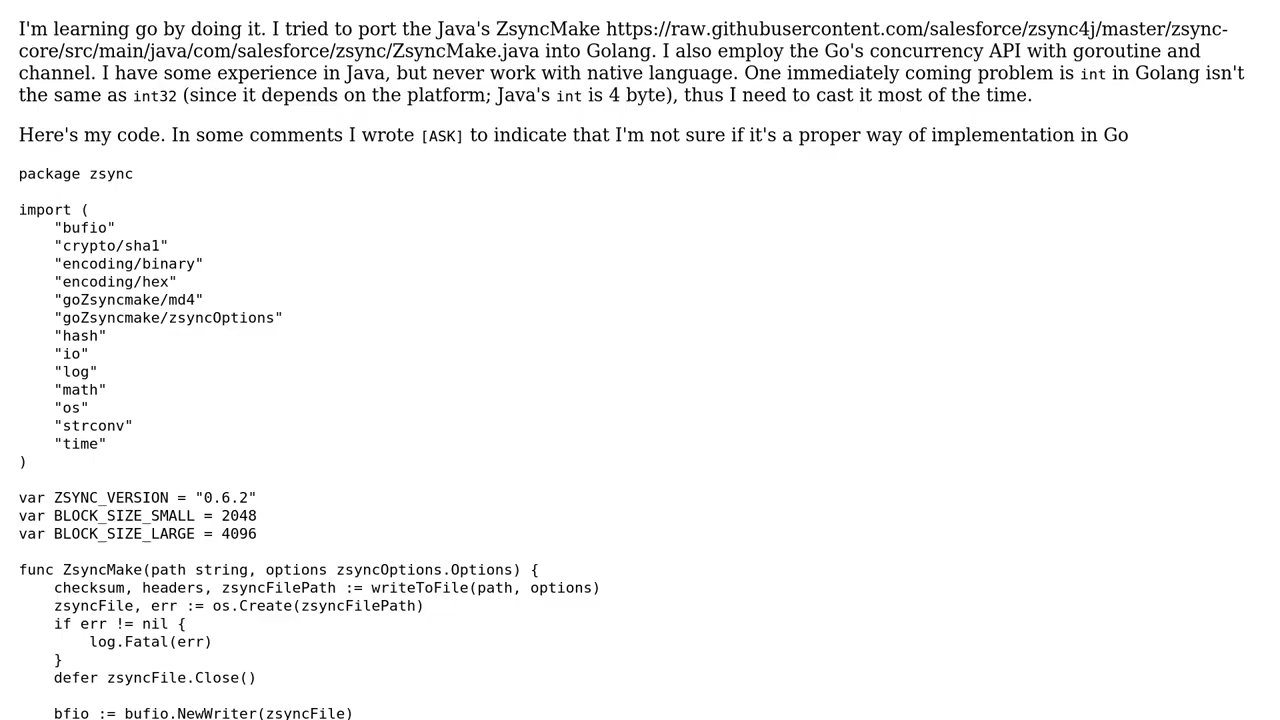 I'm learning go by doing it. I tried to port the Java's ZsyncMake https://raw.githubusercontent.com/salesforce/zsync4j/master/zsync-
core/src/main/java/com/salesforce/zsync/ZsyncMake.java into Golang. I also employ the Go's concurrency API with goroutine and
channel. I have some experience in Java, but never work with native language. One immediately coming problem is int in Golang isn't
the same as int32 (since it depends on the platform; Java's int is 4 byte), thus I need to cast it most of the time.
Here's my code. In some comments I wrote [ASK] to indicate that I'm not sure if it's a proper way of implementation in Go
package zsync
import (
    "bufio"
    "crypto/sha1"
    "encoding/binary"
    "encoding/hex"
    "goZsyncmake/md4"
    "goZsyncmake/zsyncOptions"
    "hash"
    "io"
    "log"
    "math"
    "os"
    "strconv"
    "time"
)
var ZSYNC_VERSION = "0.6.2"
var BLOCK_SIZE_SMALL = 2048
var BLOCK_SIZE_LARGE = 4096
func ZsyncMake(path string, options zsyncOptions.Options) {
    checksum, headers, zsyncFilePath := writeToFile(path, options)
    zsyncFile, err := os.Create(zsyncFilePath)
    if err != nil {
        log.Fatal(err)
    }
    defer zsyncFile.Close()
    bfio := bufio.NewWriter(zsyncFile)